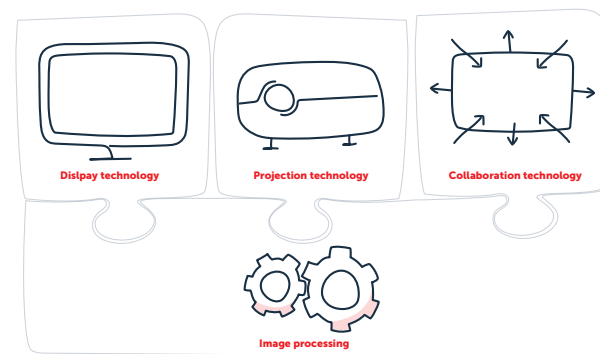 Dislpay technology
Projection technology
Collaboration technology
Image processing